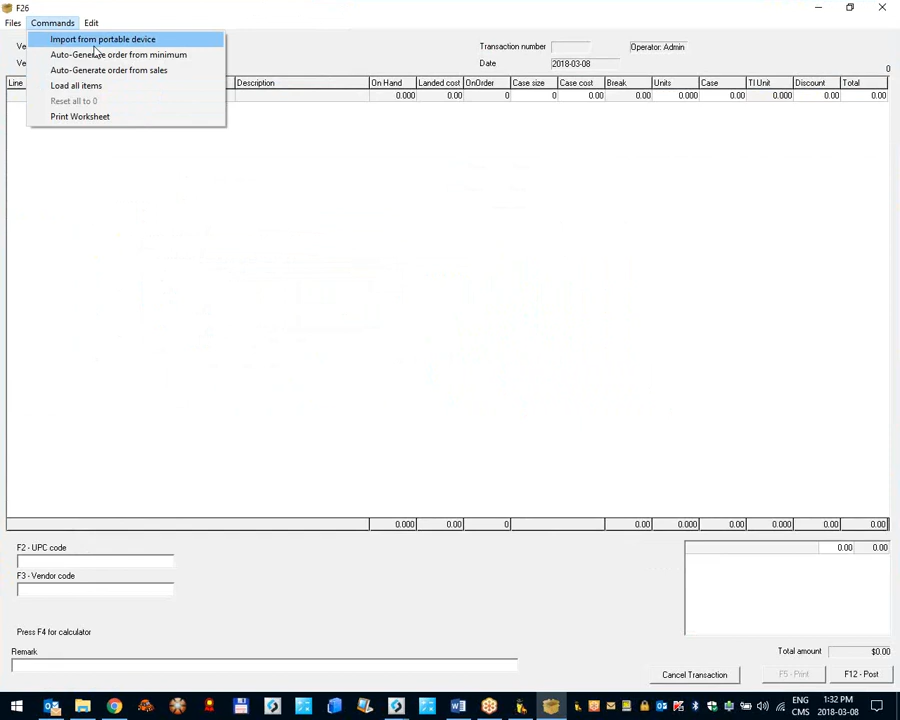 F26
Files Commands Edit
Import from portable device
Auto-Generate order from minimum
Auto-Generate order from sales
Load all items
Reset all to 0
Print Worksheet
Ve
Ve
Transaction number Operator: Admin
Date 2018-03-08
0
Line Description On Hand Landed cost OnOrder Case size Case cost Break Units Case TI Unit Discount Total
0.000 0.00 0 0 0.00 0.00 0.000 0.00 0.000 0.00 0.00
0.000 0.00 0 0.00 0.000 0.00 0.000 0.00 0.00
F2 - UPC code
0.00 0.00
F3 - Vendor code
Press F4 for calculator
Remark
Total amount $0.00
Cancel Transaction F5 - Print F12 - Post
ENG 1:32 PM
CMS 2018-03-08